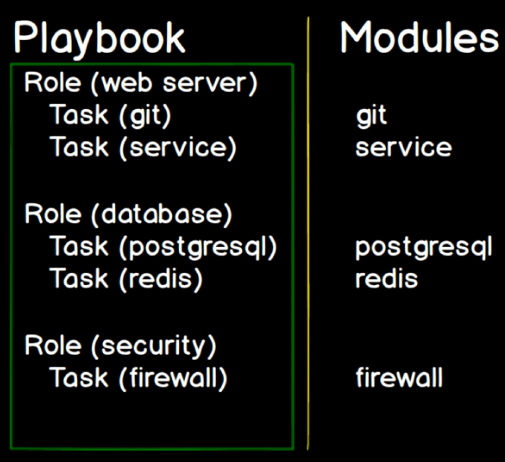 Playbook
Role (web server)
Task (git)
Task (service)
Role (database)
Task (postgresql)
Task (redis)
Role (security)
Task (firewall)
Modules
git
service
postgresql
redis
firewall